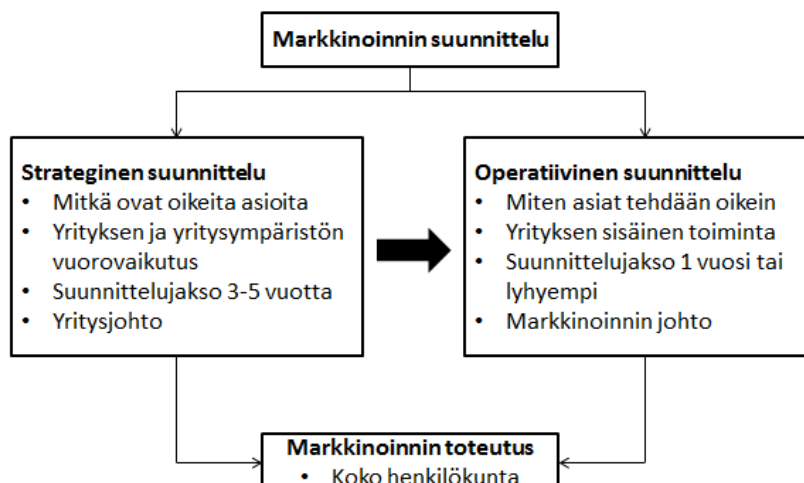 Markkinoinnin suunnittelu
Strateginen suunnittelu
• Mitkä ovat oikeita asioita
• Yrityksen ja yritysympäristön
vuorovaikutus
• Suunnittelujakso 3-5 vuotta
• Yritysjohto
Operatiivinen suunnittelu
• Miten asiat tehdään oikein
• Yrityksen sisäinen toiminta
• Suunnittelujakso 1 vuosi tai
lyhyempi
• Markkinoinnin johto
Markkinoinnin toteutus
• Koko henkilökunta